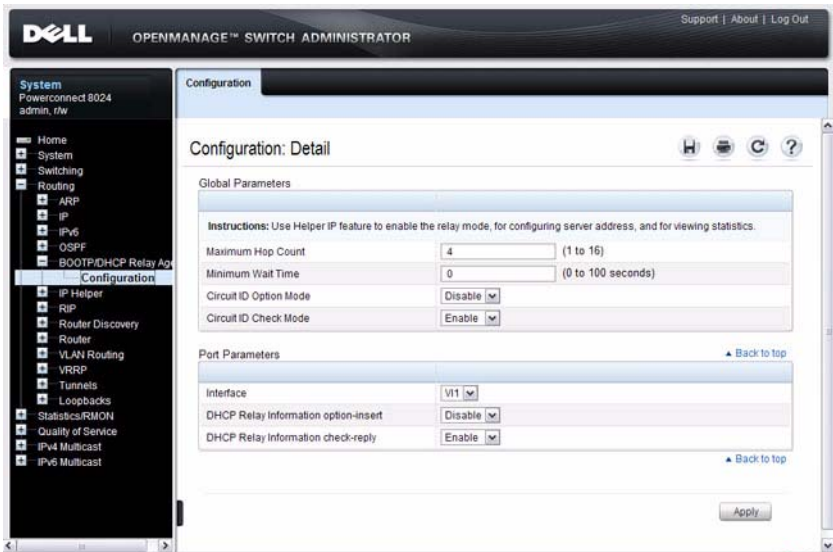 Support | About | Log Out
DELL OPENMANAGE™ SWITCH ADMINISTRATOR
System
Powerconnect 8024
admin, r/w
Home
System
Switching
Routing
ARP
IP
IPv6
OSPF
BOOTP/DHCP Relay Age
Configuration
IP Helper
RIP
Router Discovery
Router
VLAN Routing
VRRP
Tunnels
Loopbacks
Statistics/RMON
Quality of Service
IPv4 Multicast
IPv6 Multicast
Configuration
Configuration: Detail
Global Parameters
Instructions: Use Helper IP feature to enable the relay mode, for configuring server address, and for viewing statistics.
Maximum Hop Count 4 (1 to 16)
Minimum Wait Time 0 (0 to 100 seconds)
Circuit ID Option Mode Disable
Circuit ID Check Mode Enable
Port Parameters Back to top
Interface Vl1
DHCP Relay Information option-insert Disable
DHCP Relay Information check-reply Enable
Back to top
Apply